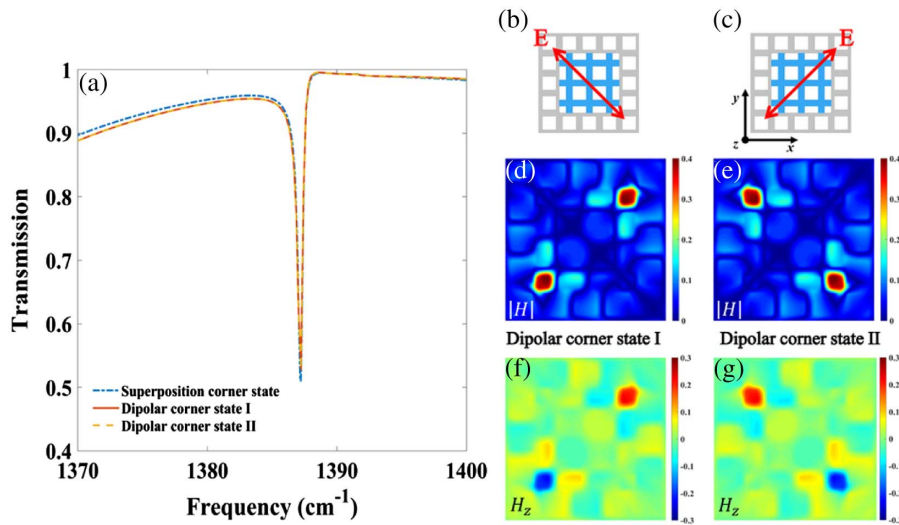 (a)
1
0.9
0.8
0.7
0.6
0.5
0.4
Transmission
1370
1380
1390
1400
Frequency (cm⁻¹)
Superposition corner state
Dipolar corner state I
Dipolar corner state II
(b)
E
(c)
E
y
z
x
(d)
|H|
0.4
0.3
0.2
0.1
0
(e)
|H|
0.4
0.3
0.2
0.1
0
Dipolar corner state I
Dipolar corner state II
(f)
Hz
0.3
0.2
0.1
0
-0.1
-0.2
-0.3
(g)
Hz
0.3
0.2
0.1
0
-0.1
-0.2
-0.3